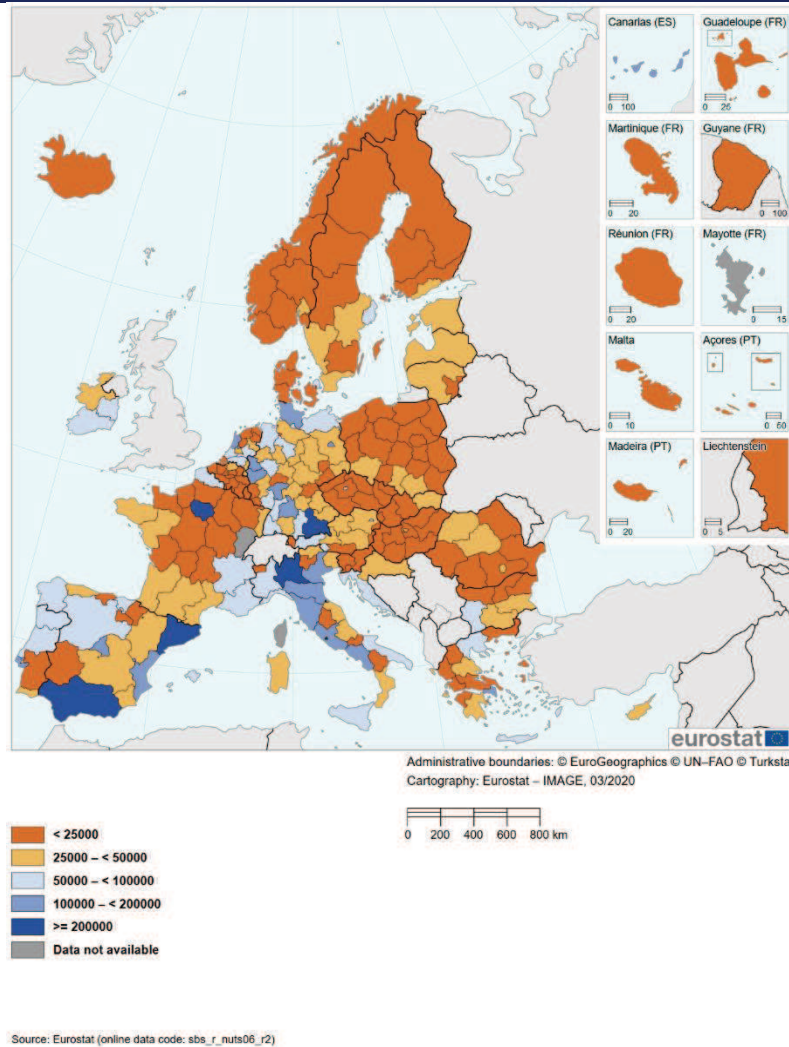 Canarias (ES)
0 100
Guadeloupe (FR)
0 25
Martinique (FR)
0 20
Guyane (FR)
0 100
Réunion (FR)
0 20
Mayotte (FR)
0 15
Malta
0 10
Açores (PT)
0 50
Madeira (PT)
0 20
Liechtenstein
0 5
eurostat
Administrative boundaries: © EuroGeographics © UN–FAO © Turksta
Cartography: Eurostat – IMAGE, 03/2020
0 200 400 600 800 km
< 25000
25000 – < 50000
50000 – < 100000
100000 – < 200000
>= 200000
Data not available
Source: Eurostat (online data code: sbs_r_nuts06_r2)